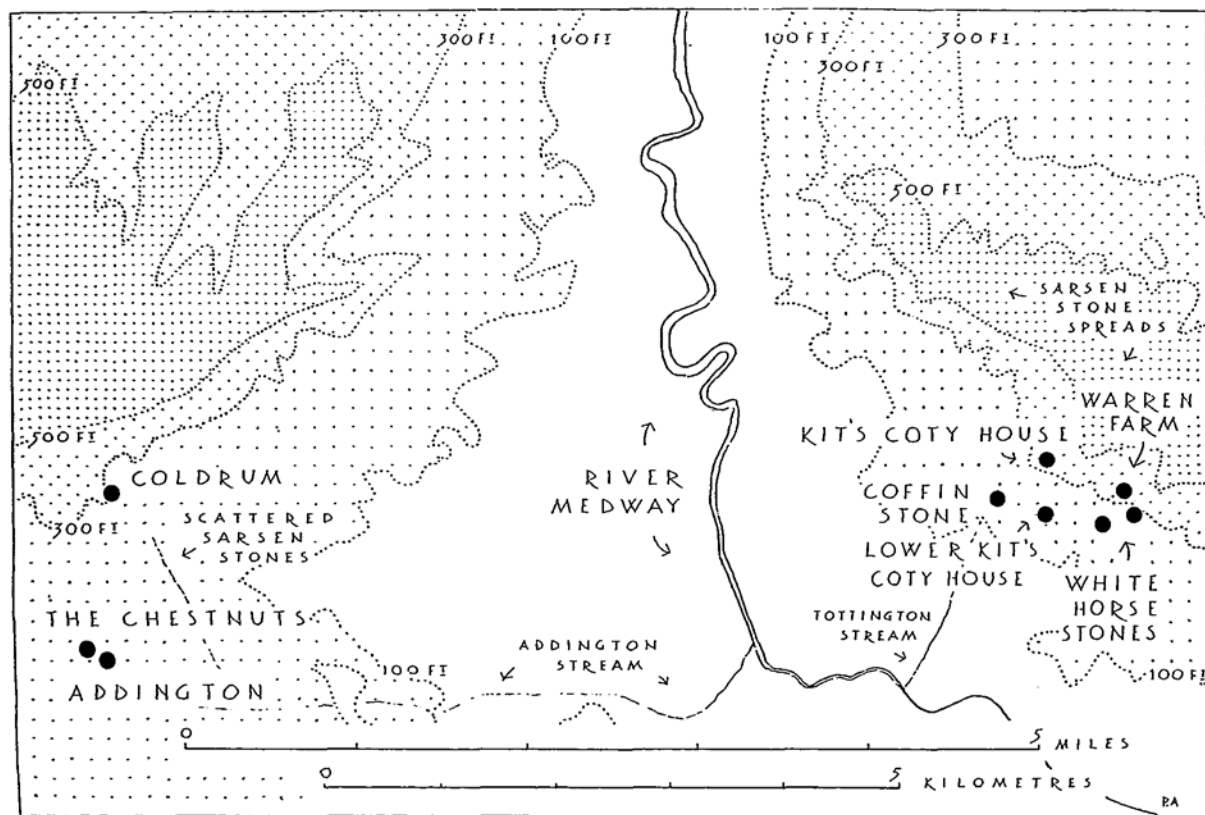 500 FT
300 FT
100 FT
100 FT
300 FT
300 FT
500 FT
SARSEN
STONE
SPREADS
WARREN
FARM
KIT'S COTY HOUSE
500 FT
COLDRUM
RIVER
MEDWAY
COFFIN
STONE
300 FT
SCATTERED
SARSEN
STONES
LOWER KIT'S
COTY HOUSE
WHITE
HORSE
STONES
THE CHESTNUTS
TOTTINGTON
STREAM
ADDINGTON
STREAM
ADDINGTON
100 FT
100 FT
0 5 MILES
0 5 KILOMETRES
P.A